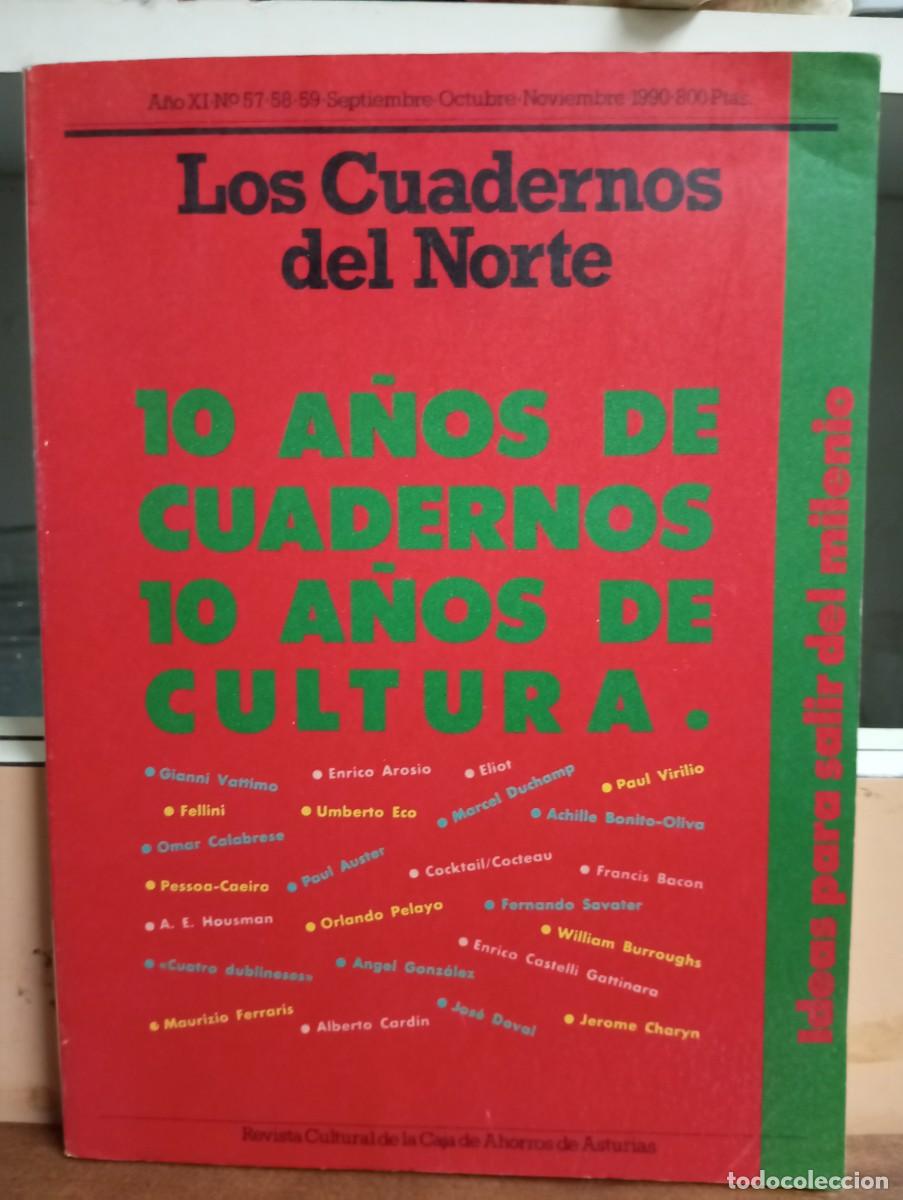 Año XI·Nº 57·58·59·Septiembre·Octubre·Noviembre 1990·800·Ptas.
Los Cuadernos
del Norte
10 AÑOS DE
CUADERNOS
10 AÑOS DE
CULTURA.
• Gianni Vattimo • Enrico Arosio • Eliot • Paul Virilio
• Fellini • Umberto Eco • Marcel Duchamp • Achille Bonito-Oliva
• Omar Calabrese
• Pessoa-Caeiro • Paul Auster • Cocktail/Cocteau • Francis Bacon
• A. E. Housman • Orlando Pelayo • Fernando Savater • William Burroughs
• «Cuatro dublineses» • Angel González • Enrico Castelli Gattinara
• Maurizio Ferraris • Alberto Cardín • José Doval • Jerome Charyn
Revista Cultural de la Caja de Ahorros de Asturias
Ideas para salir del milenio
todocoleccion